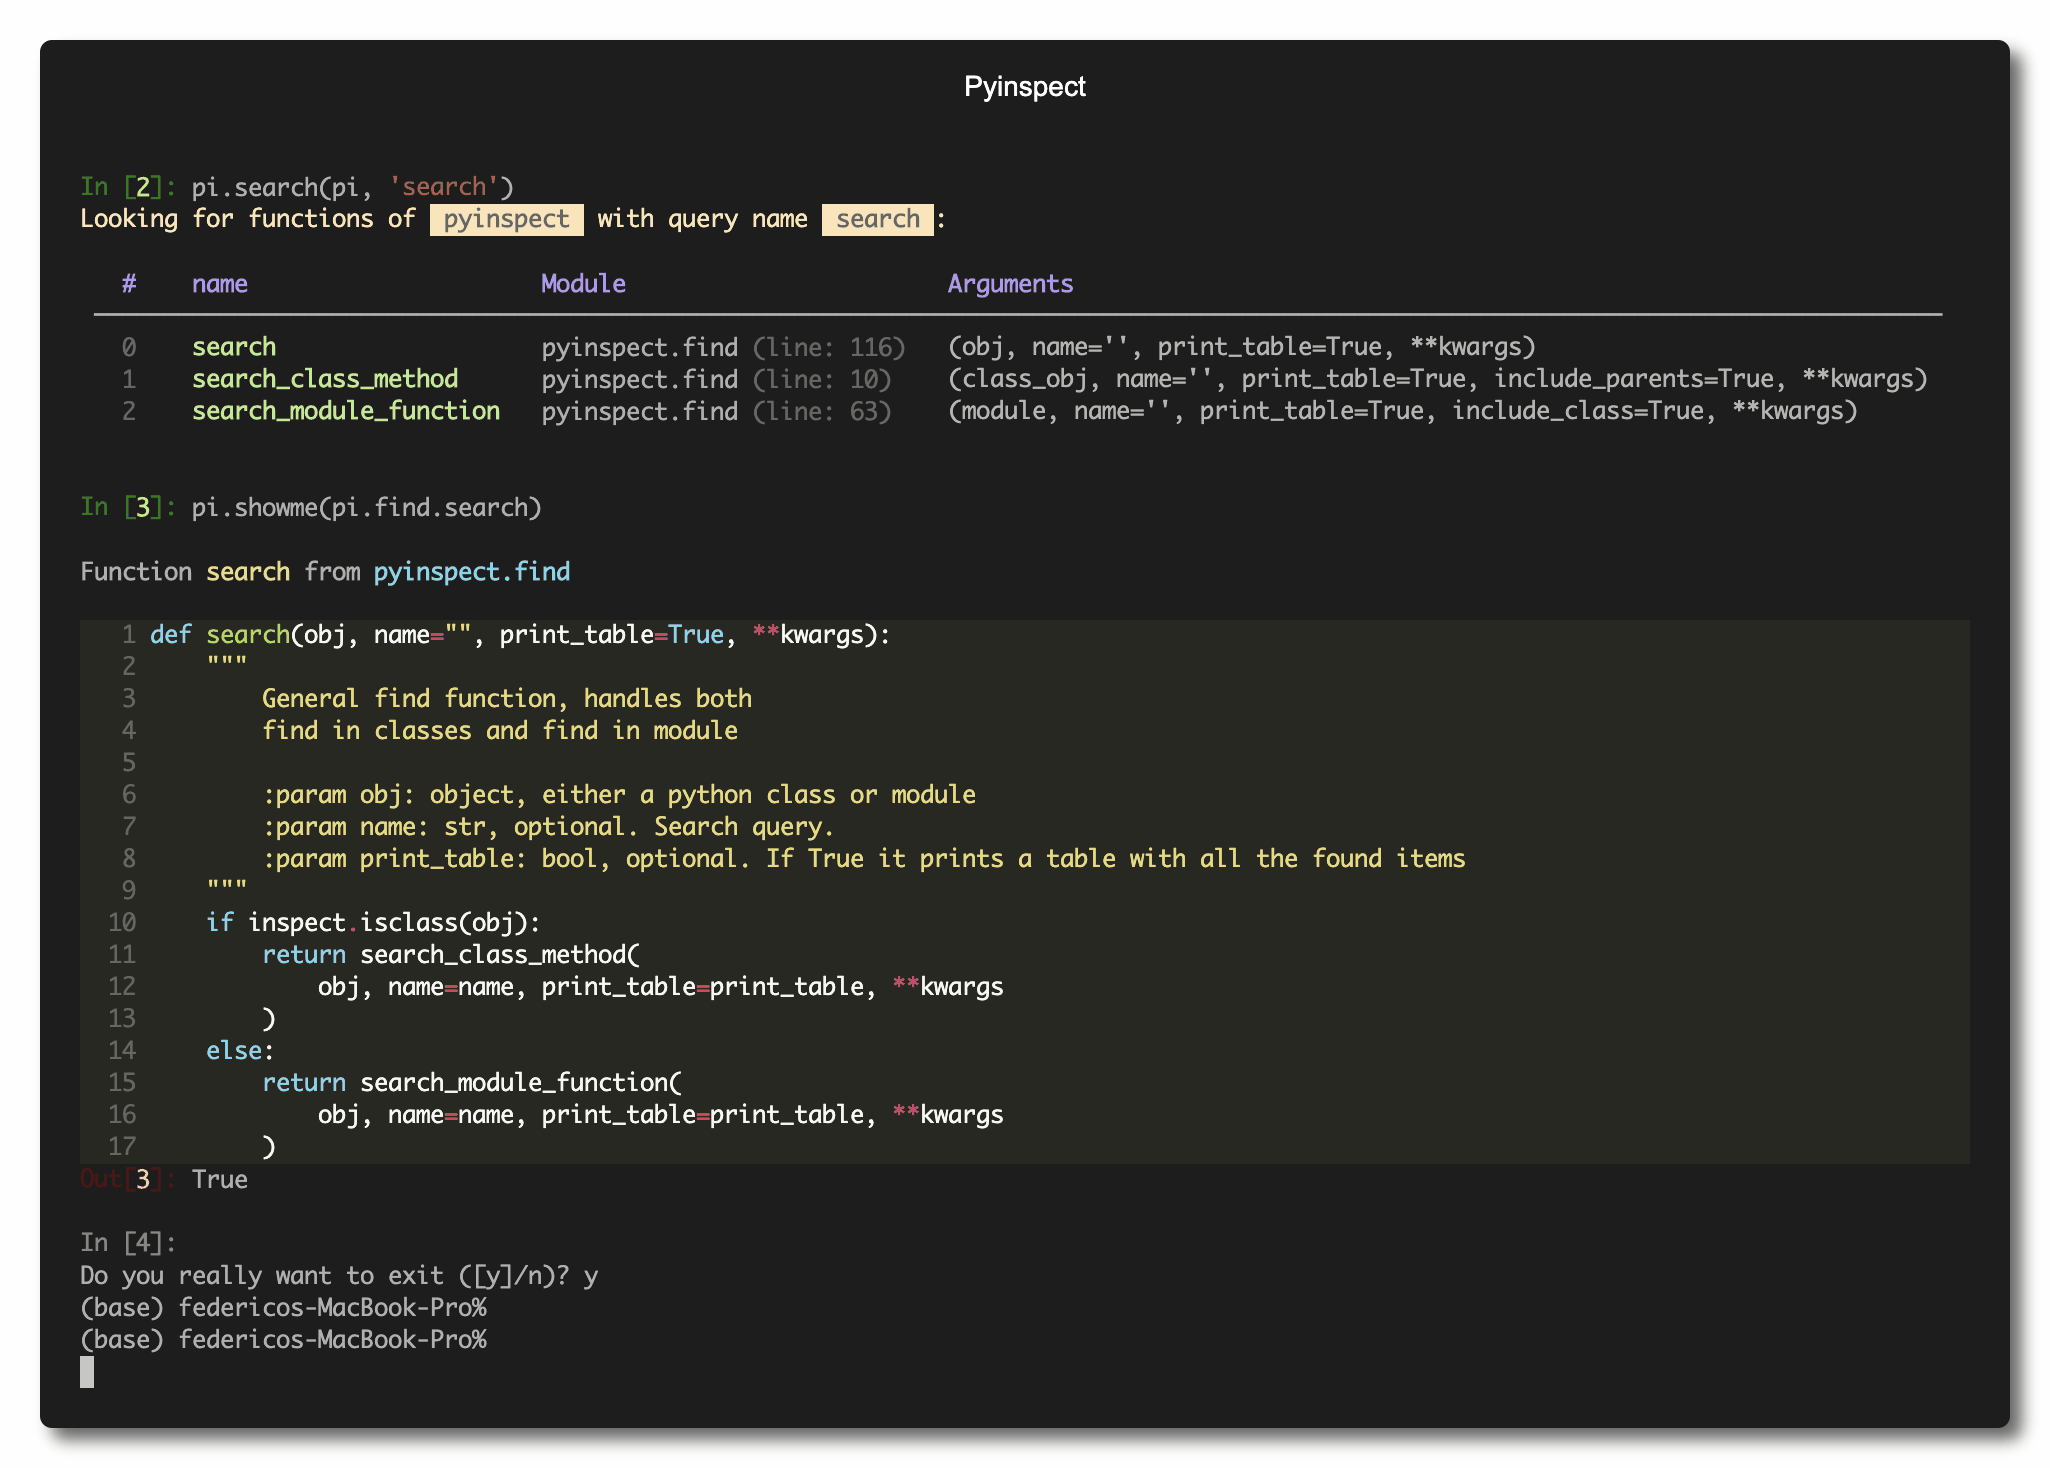 Pyinspect
In [2]: pi.search(pi, 'search')
Looking for functions of pyinspect with query name search :
# name Module Arguments
0 search pyinspect.find (line: 116) (obj, name='', print_table=True, **kwargs)
1 search_class_method pyinspect.find (line: 10) (class_obj, name='', print_table=True, include_parents=True, **kwargs)
2 search_module_function pyinspect.find (line: 63) (module, name='', print_table=True, include_class=True, **kwargs)
In [3]: pi.showme(pi.find.search)
Function search from pyinspect.find
1 def search(obj, name="", print_table=True, **kwargs):
2     """
3         General find function, handles both
4         find in classes and find in module
5
6         :param obj: object, either a python class or module
7         :param name: str, optional. Search query.
8         :param print_table: bool, optional. If True it prints a table with all the found items
9     """
10     if inspect.isclass(obj):
11         return search_class_method(
12             obj, name=name, print_table=print_table, **kwargs
13         )
14     else:
15         return search_module_function(
16             obj, name=name, print_table=print_table, **kwargs
17         )
Out[3]: True
In [4]:
Do you really want to exit ([y]/n)? y
(base) federicos-MacBook-Pro%
(base) federicos-MacBook-Pro%